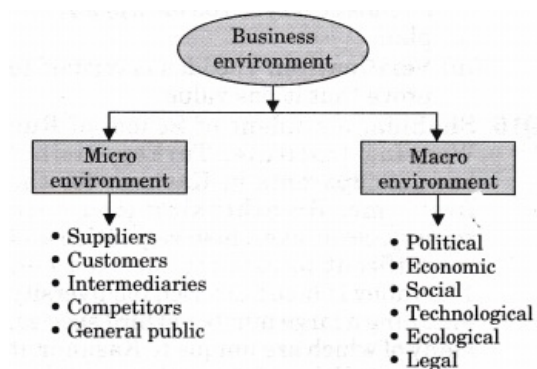 Business
environment
Micro
environment
Macro
environment
• Suppliers
• Customers
• Intermediaries
• Competitors
• General public
• Political
• Economic
• Social
• Technological
• Ecological
• Legal